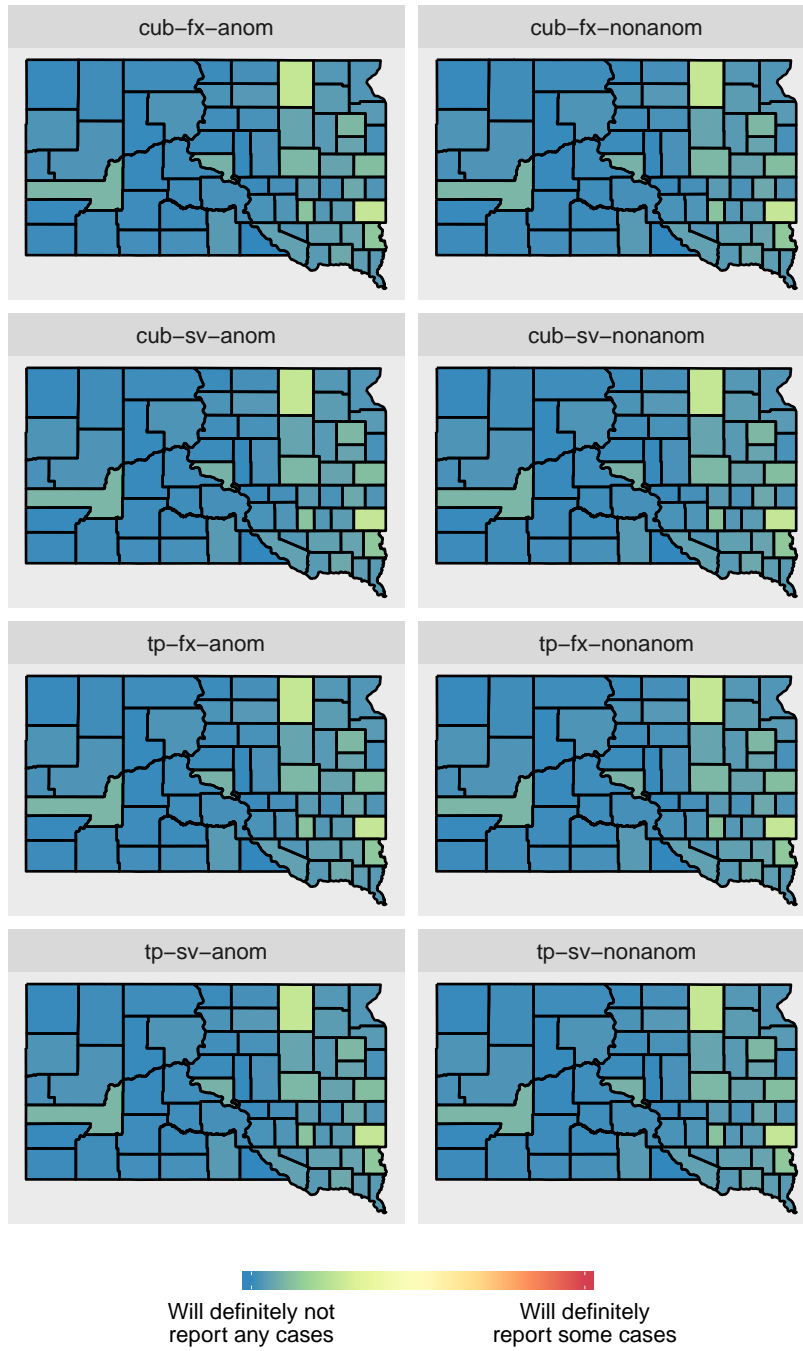 cub−fx−anom
cub−fx−nonanom
cub−sv−anom
cub−sv−nonanom
tp−fx−anom
tp−fx−nonanom
tp−sv−anom
tp−sv−nonanom
Will definitely not
report any cases
Will definitely
report some cases